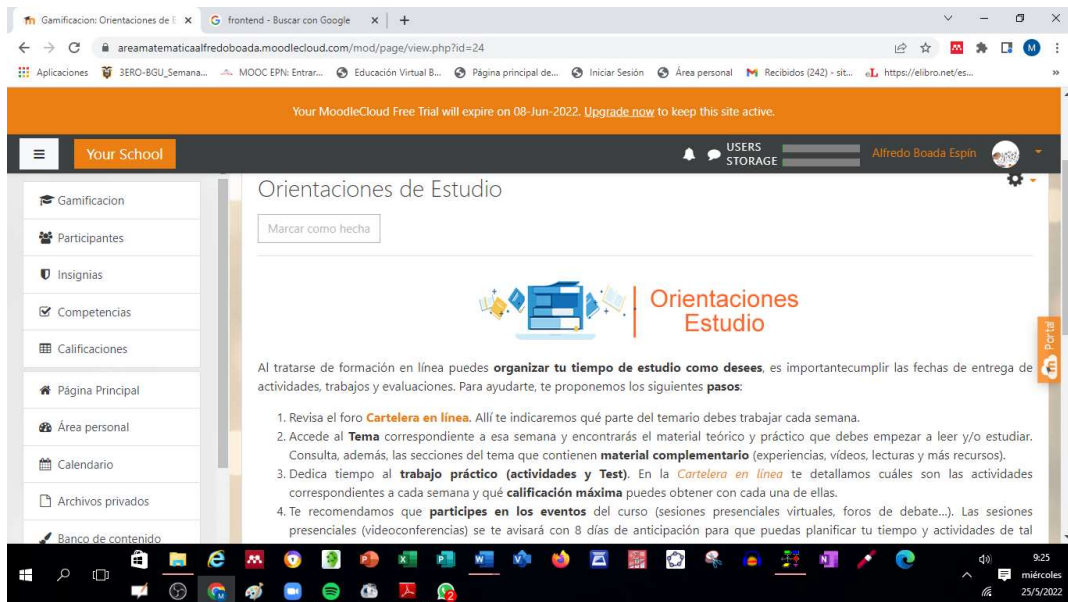 Gamificacion: Orientaciones de E
frontend - Buscar con Google
areamatematicaalfredoboada.moodlecloud.com/mod/page/view.php?id=24
M
Aplicaciones
3ERO-BGU_Semana...
MOOC EPN: Entrar...
Educación Virtual B...
Página principal de...
Iniciar Sesión
Área personal
Recibidos (242) - sit...
https://elibro.net/es...
Your MoodleCloud Free Trial will expire on 08-Jun-2022. Upgrade now to keep this site active.
Your School
USERS
STORAGE
Alfredo Boada Espín
Gamificacion
Participantes
Insignias
Competencias
Calificaciones
Página Principal
Área personal
Calendario
Archivos privados
Banco de contenido
Orientaciones de Estudio
Marcar como hecha
Orientaciones
Estudio
Portal
Al tratarse de formación en línea puedes organizar tu tiempo de estudio como desees, es importantecumplir las fechas de entrega de
actividades, trabajos y evaluaciones. Para ayudarte, te proponemos los siguientes pasos:
1. Revisa el foro Cartelera en línea. Allí te indicaremos qué parte del temario debes trabajar cada semana.
2. Accede al Tema correspondiente a esa semana y encontrarás el material teórico y práctico que debes empezar a leer y/o estudiar.
Consulta, además, las secciones del tema que contienen material complementario (experiencias, vídeos, lecturas y más recursos).
3. Dedica tiempo al trabajo práctico (actividades y Test). En la Cartelera en línea te detallamos cuáles son las actividades
correspondientes a cada semana y qué calificación máxima puedes obtener con cada una de ellas.
4. Te recomendamos que participes en los eventos del curso (sesiones presenciales virtuales, foros de debate...). Las sesiones
presenciales (videoconferencias) se te avisará con 8 días de anticipación para que puedas planificar tu tiempo y actividades de tal
9:25
miércoles
25/5/2022